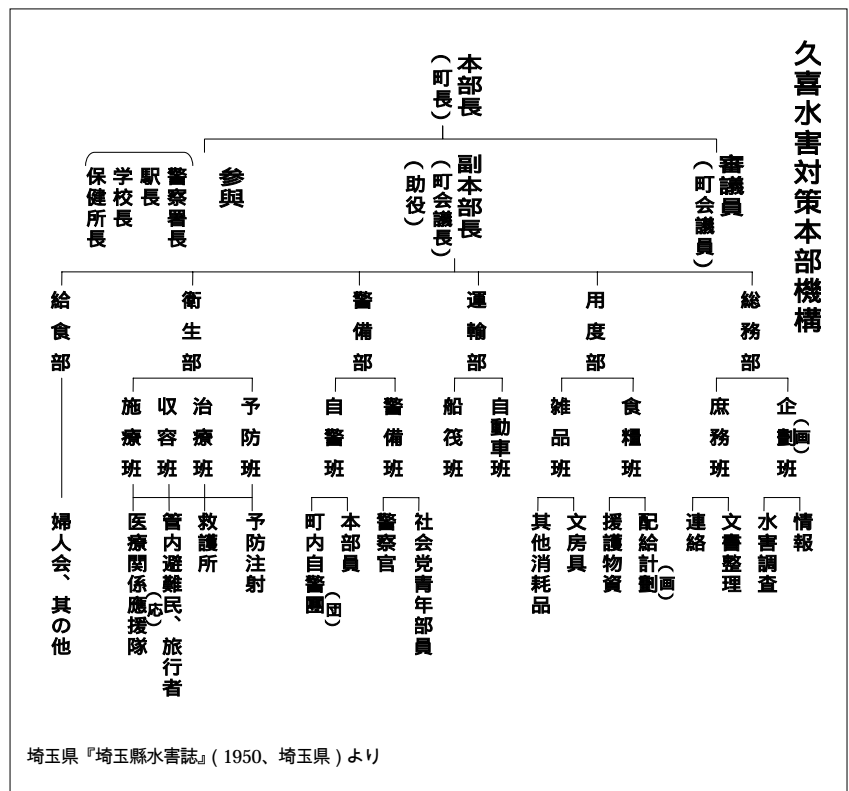 久喜水害対策本部機構
本部長
（町長）
審議員
（町会議員）
副本部長
（町会議長）
（助役）
参與
警察署長
駅長
学校長
保健所長
総務部
用度部
運輸部
警備部
衛生部
給食部
企劃班
（画）
庶務班
食糧班
雑品班
自動車班
船筏班
警備班
自警班
予防班
治療班
収容班
施療班
情報
水害調査
文書整理
連絡
配給計劃
（画）
援護物資
文房具
其他消耗品
社会党青年部員
警察官
本部員
町内自警團
（団）
予防注射
救護所
管内避難民、旅行者
医療関係應援隊
（応）
婦人会、其の他
埼玉県『埼玉縣水害誌』( 1950、埼玉県 ) より